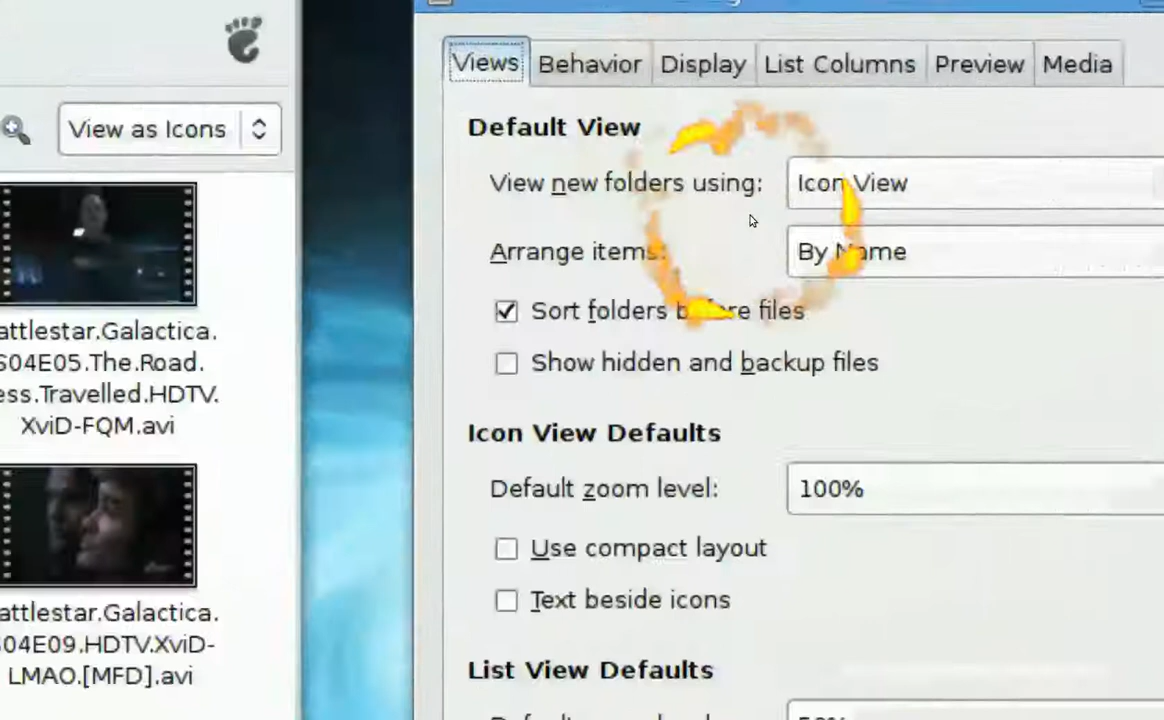 Views Behavior Display List Columns Preview Media
View as Icons
attlestar.Galactica.
S04E05.The.Road.
ess.Travelled.HDTV.
XviD-FQM.avi
attlestar.Galactica.
S04E09.HDTV.XviD-
LMAO.[MFD].avi
Default View
View new folders using: Icon View
Arrange items: By Name
Sort folders before files
Show hidden and backup files
Icon View Defaults
Default zoom level: 100%
Use compact layout
Text beside icons
List View Defaults